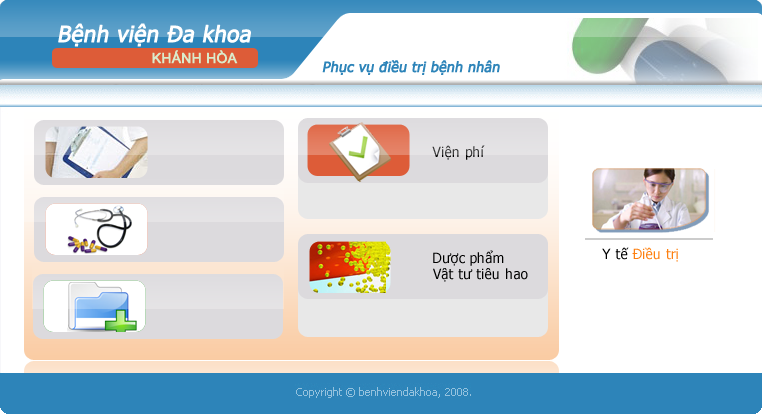 Bệnh viện Đa khoa
KHÁNH HÒA
Phục vụ điều trị bệnh nhân
Viện phí
Dược phẩm
Vật tư tiêu hao
Y tế Điều trị
Copyright © benhviendakhoa, 2008.